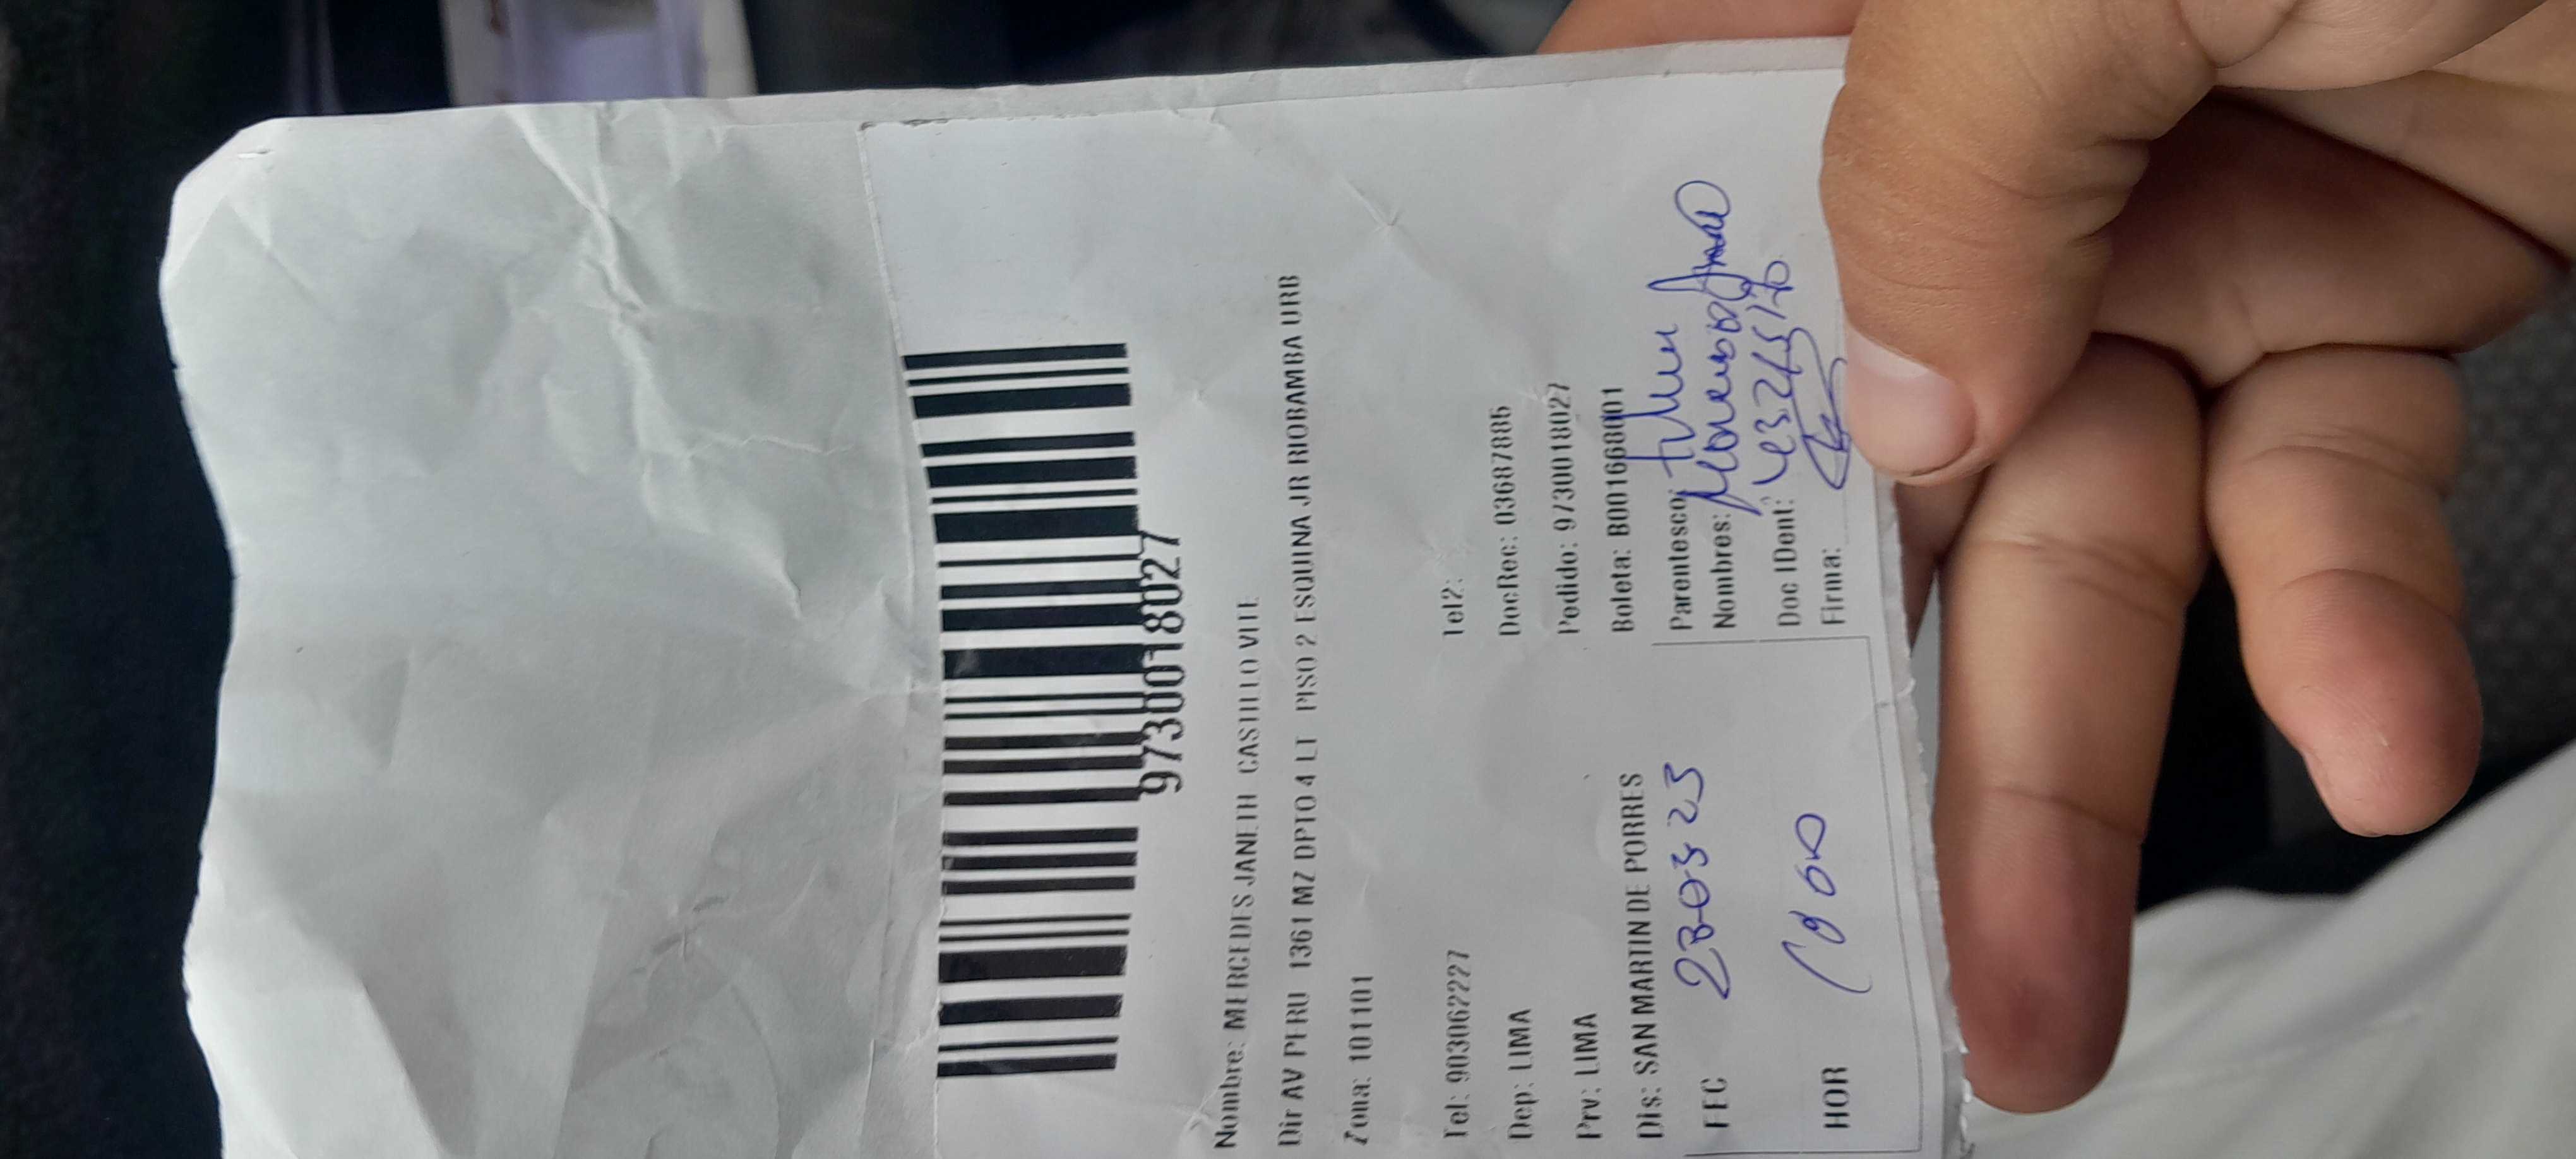 9730018027
Nombre: MERCEDES JANETH CASTILLO VITE
Dir AV PERU 1361 MZ DPTO 4 LT PISO 2 ESQUINA JR RIOBAMBA URB
Zona: 101101
Tel: 903062227 Tel2:
Dep: LIMA DocRec: 03687885
Prv: LIMA Pedido: 9730018027
Dis: SAN MARTIN DE PORRES Boleta: B001668001
FEC 230323 Parentesco:
Nombres:
HOR Doc IDent:
Firma: